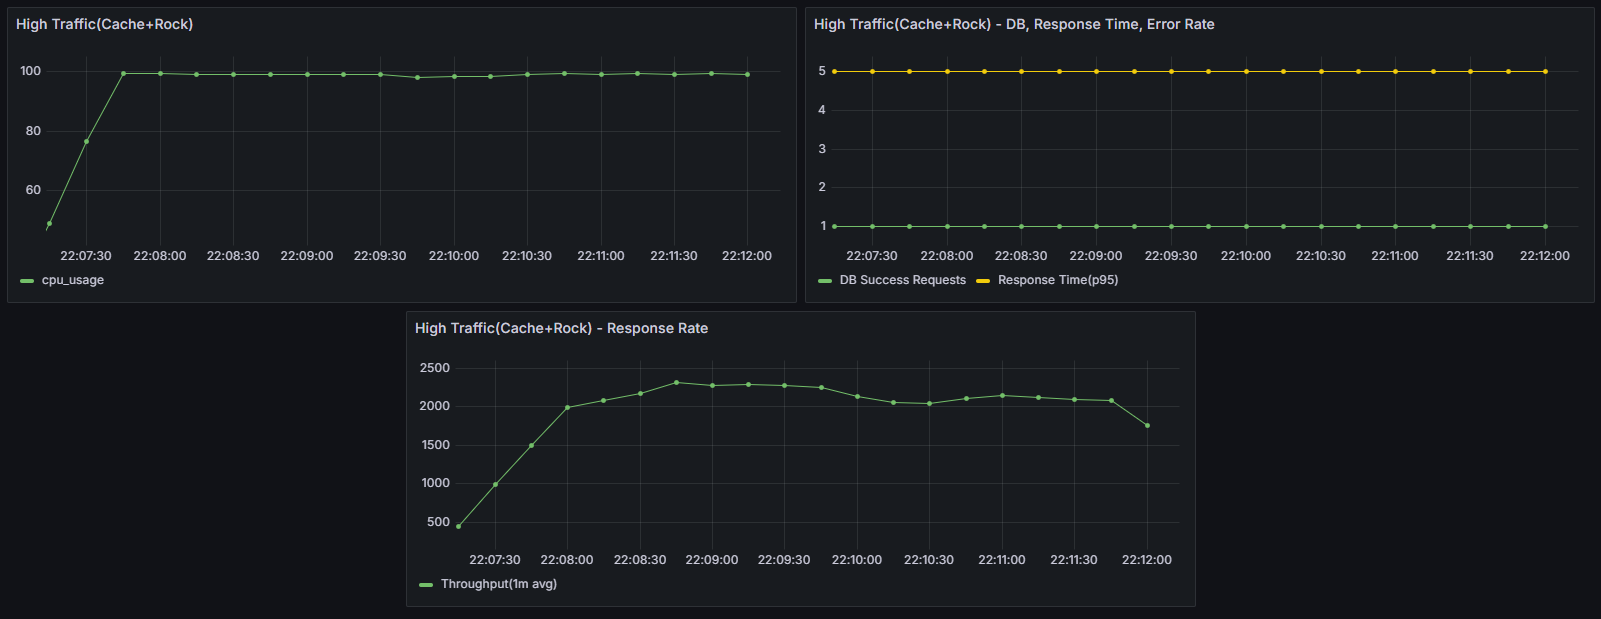 High Traffic(Cache+Rock)
100
80
60
22:07:30 22:08:00 22:08:30 22:09:00 22:09:30 22:10:00 22:10:30 22:11:00 22:11:30 22:12:00
cpu_usage
High Traffic(Cache+Rock) - DB, Response Time, Error Rate
5
4
3
2
1
22:07:30 22:08:00 22:08:30 22:09:00 22:09:30 22:10:00 22:10:30 22:11:00 22:11:30 22:12:00
DB Success Requests Response Time(p95)
High Traffic(Cache+Rock) - Response Rate
2500
2000
1500
1000
500
22:07:30 22:08:00 22:08:30 22:09:00 22:09:30 22:10:00 22:10:30 22:11:00 22:11:30 22:12:00
Throughput(1m avg)